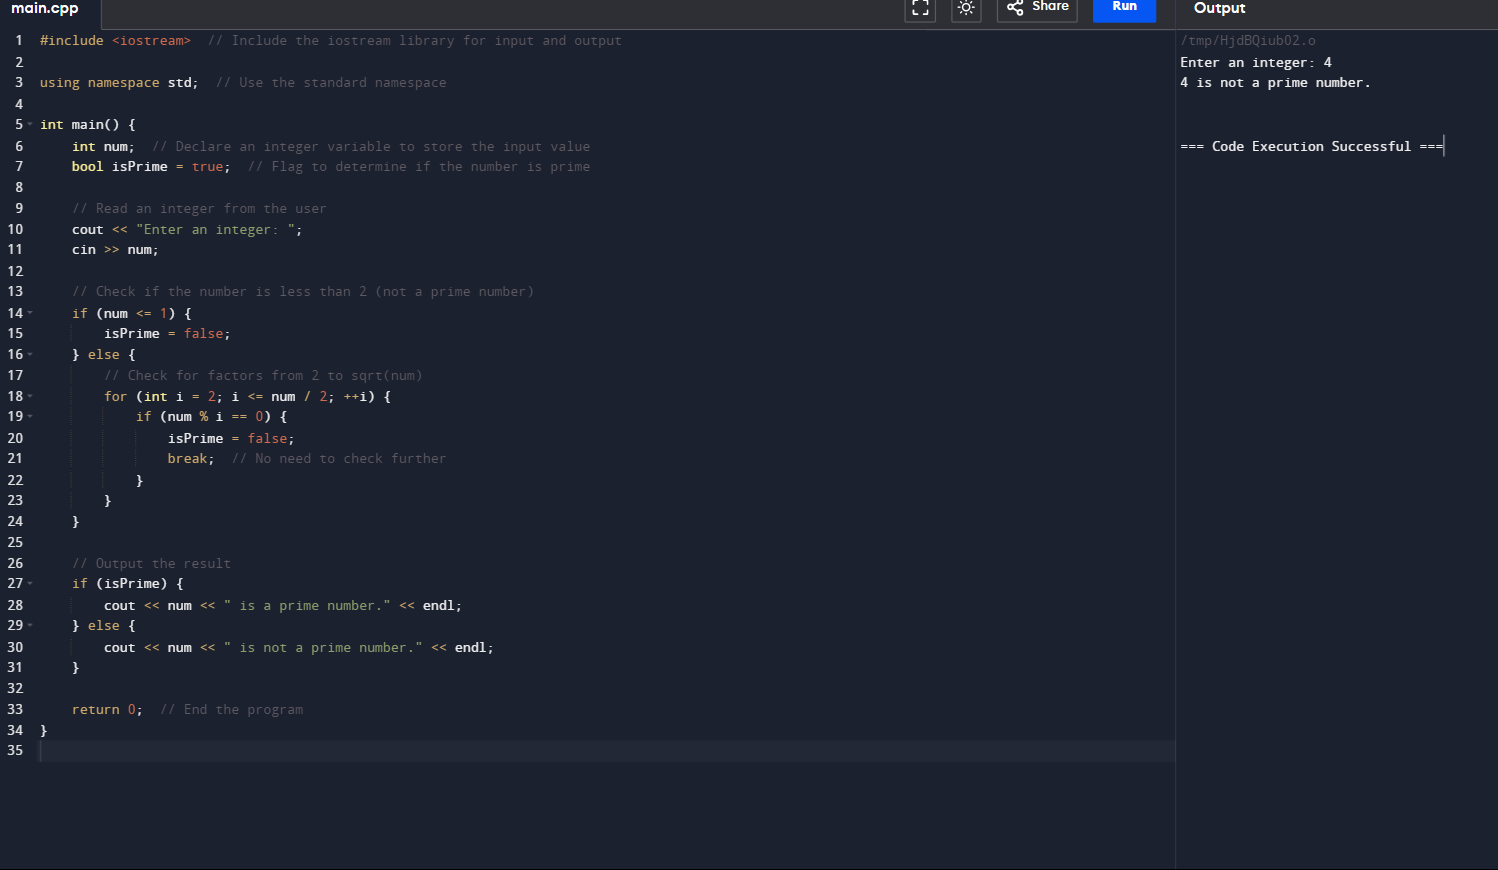 main.cpp
Share
Run
Output
1 #include <iostream>  // Include the iostream library for input and output
2
3 using namespace std;  // Use the standard namespace
4
5 int main() {
6     int num;  // Declare an integer variable to store the input value
7     bool isPrime = true;  // Flag to determine if the number is prime
8
9     // Read an integer from the user
10     cout << "Enter an integer: ";
11     cin >> num;
12
13     // Check if the number is less than 2 (not a prime number)
14     if (num <= 1) {
15         isPrime = false;
16     } else {
17         // Check for factors from 2 to sqrt(num)
18         for (int i = 2; i <= num / 2; ++i) {
19             if (num % i == 0) {
20                 isPrime = false;
21                 break;  // No need to check further
22             }
23         }
24     }
25
26     // Output the result
27     if (isPrime) {
28         cout << num << " is a prime number." << endl;
29     } else {
30         cout << num << " is not a prime number." << endl;
31     }
32
33     return 0;  // End the program
34 }
35
/tmp/HjdBQiub02.o
Enter an integer: 4
4 is not a prime number.
=== Code Execution Successful ===